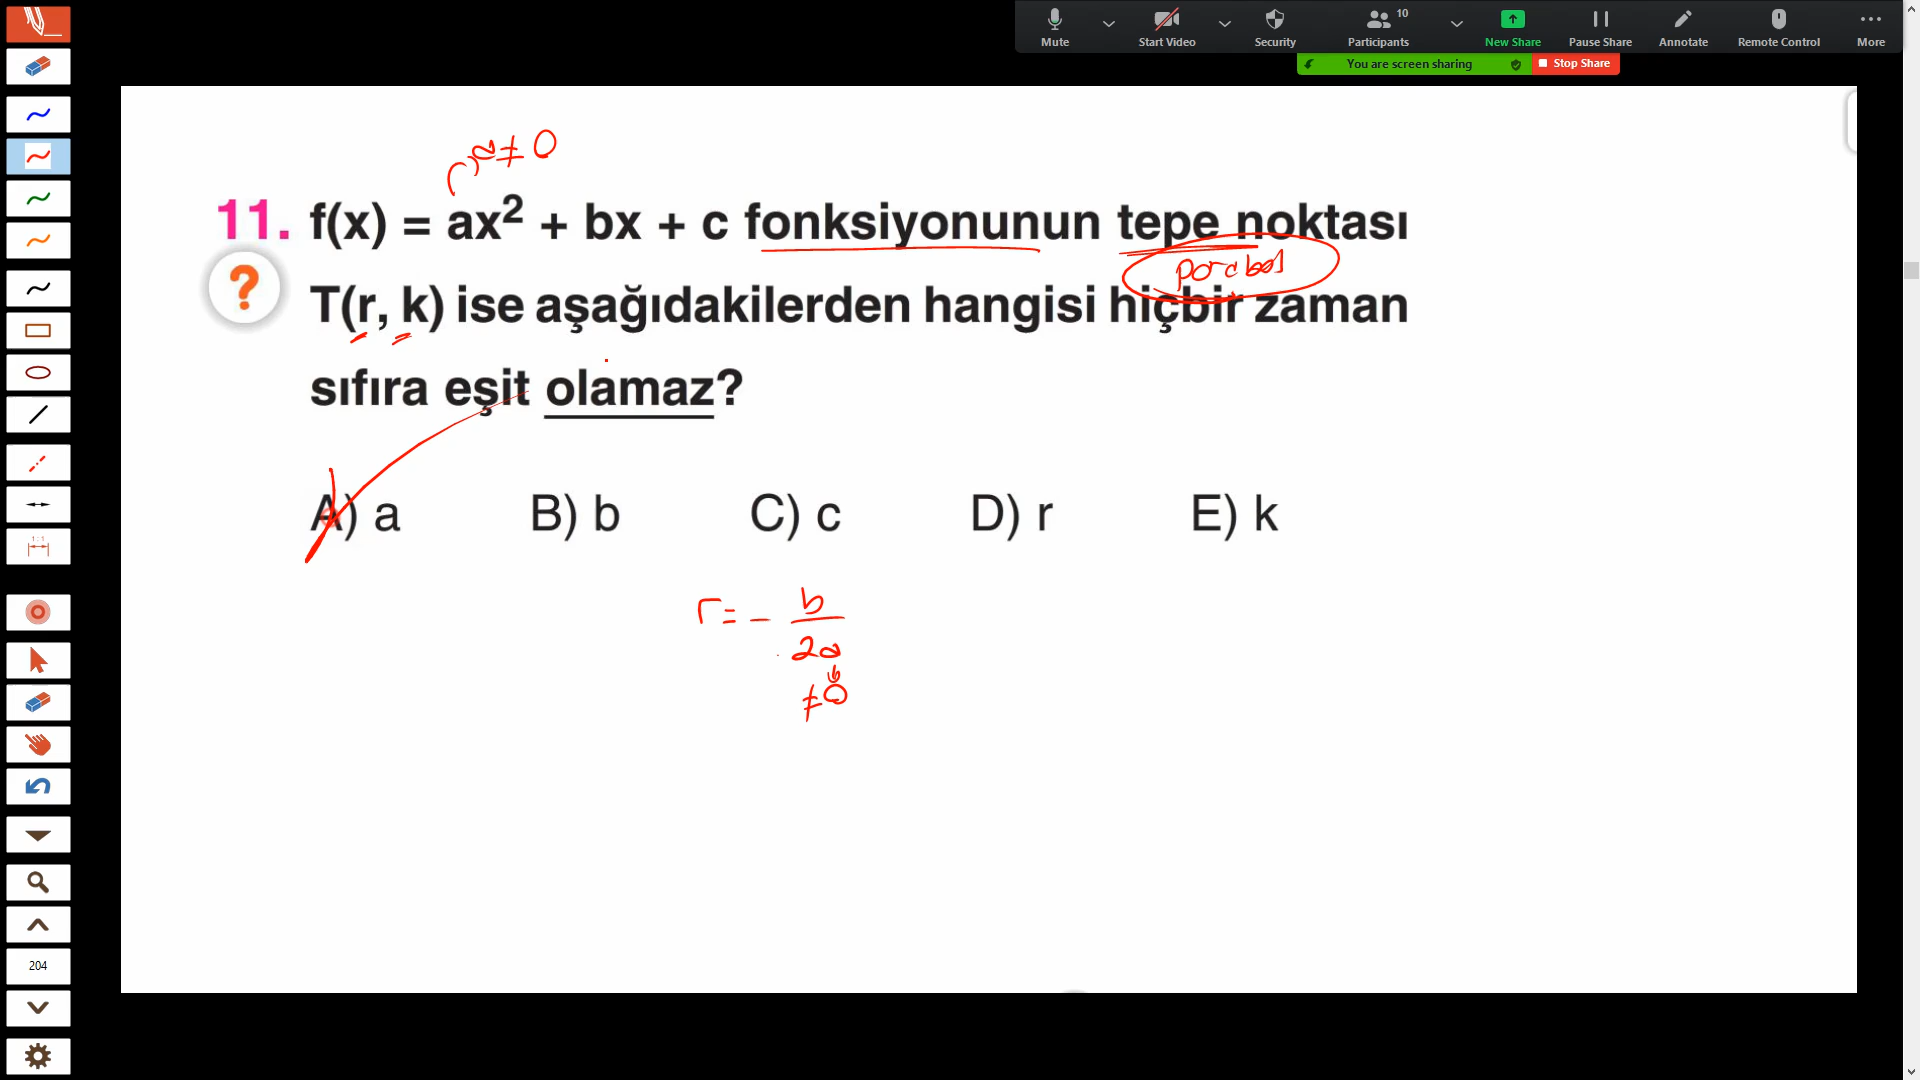 Mute
Start Video
Security
Participants 10
New Share
Pause Share
Annotate
Remote Control
More
You are screen sharing
Stop Share
a ≠ 0
11. f(x) = ax² + bx + c fonksiyonunun tepe noktası
parabol
T(r, k) ise aşağıdakilerden hangisi hiçbir zaman
sıfıra eşit olamaz?
A) a B) b C) c D) r E) k
r = - b
2a
≠0
1:1
204